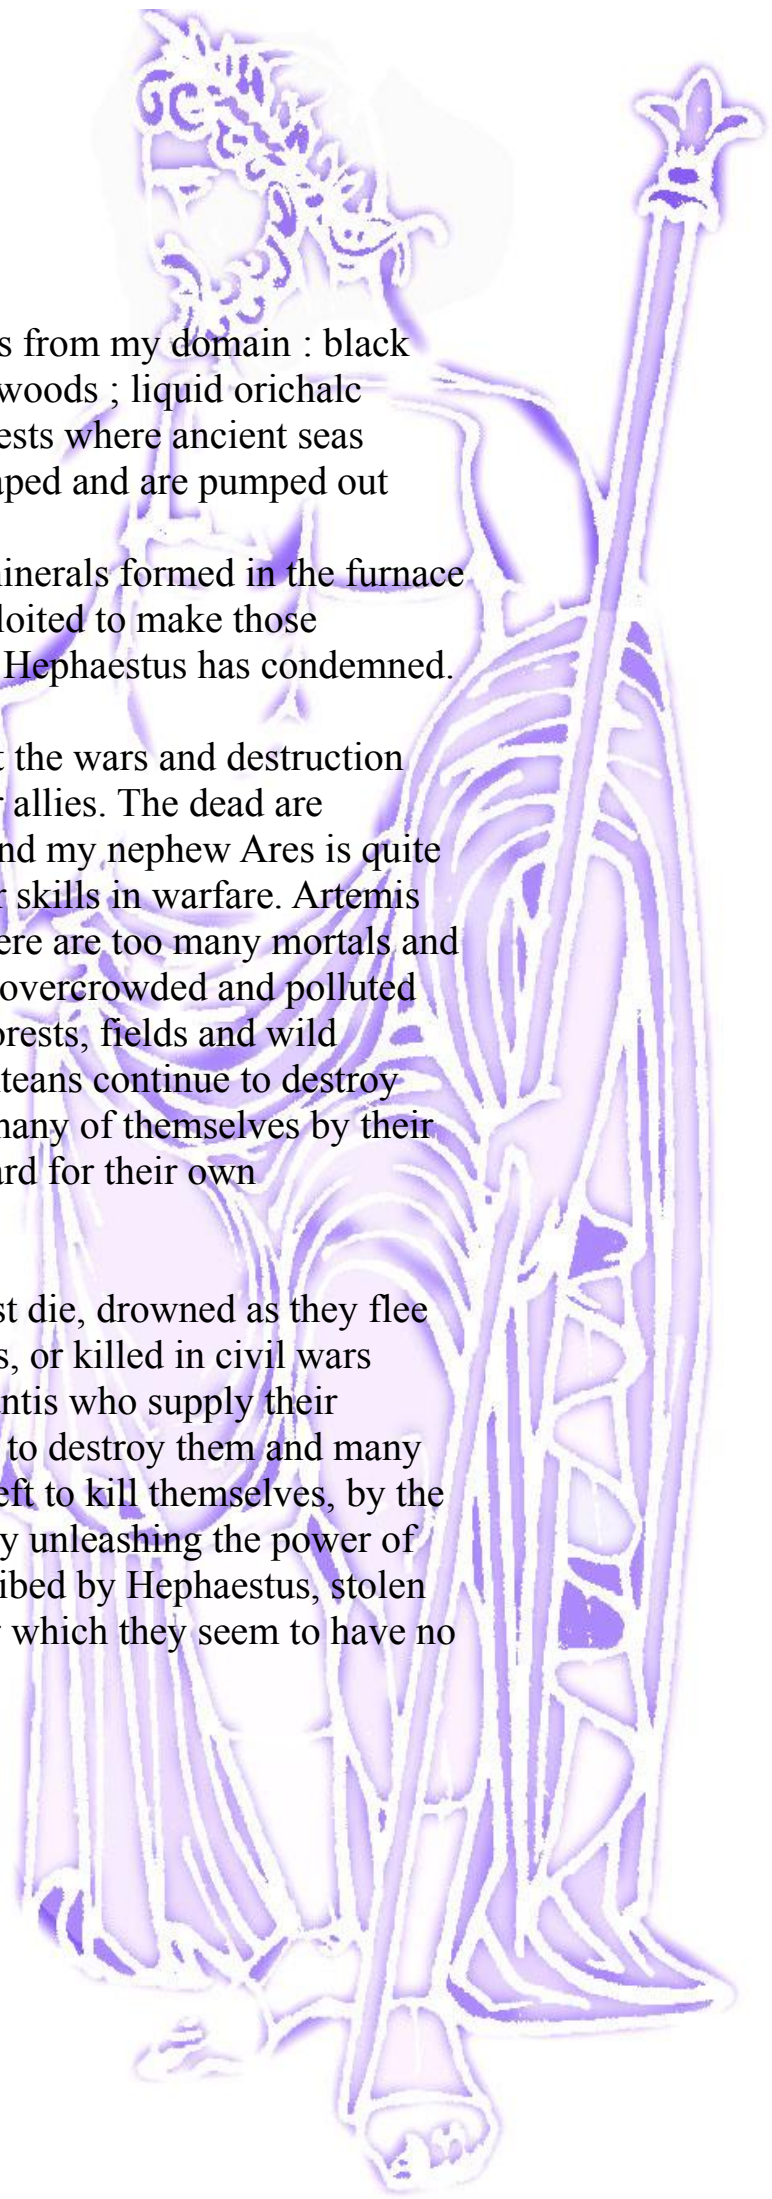 s from my domain : black
woods ; liquid orichalc
ests where ancient seas
aped and are pumped out
inerals formed in the furnace
loited to make those
Hephaestus has condemned.
t the wars and destruction
r allies. The dead are
nd my nephew Ares is quite
r skills in warfare. Artemis
ere are too many mortals and
overcrowded and polluted
orests, fields and wild
teans continue to destroy
many of themselves by their
ard for their own
st die, drowned as they flee
s, or killed in civil wars
ntis who supply their
to destroy them and many
eft to kill themselves, by the
y unleashing the power of
ibed by Hephaestus, stolen
which they seem to have no